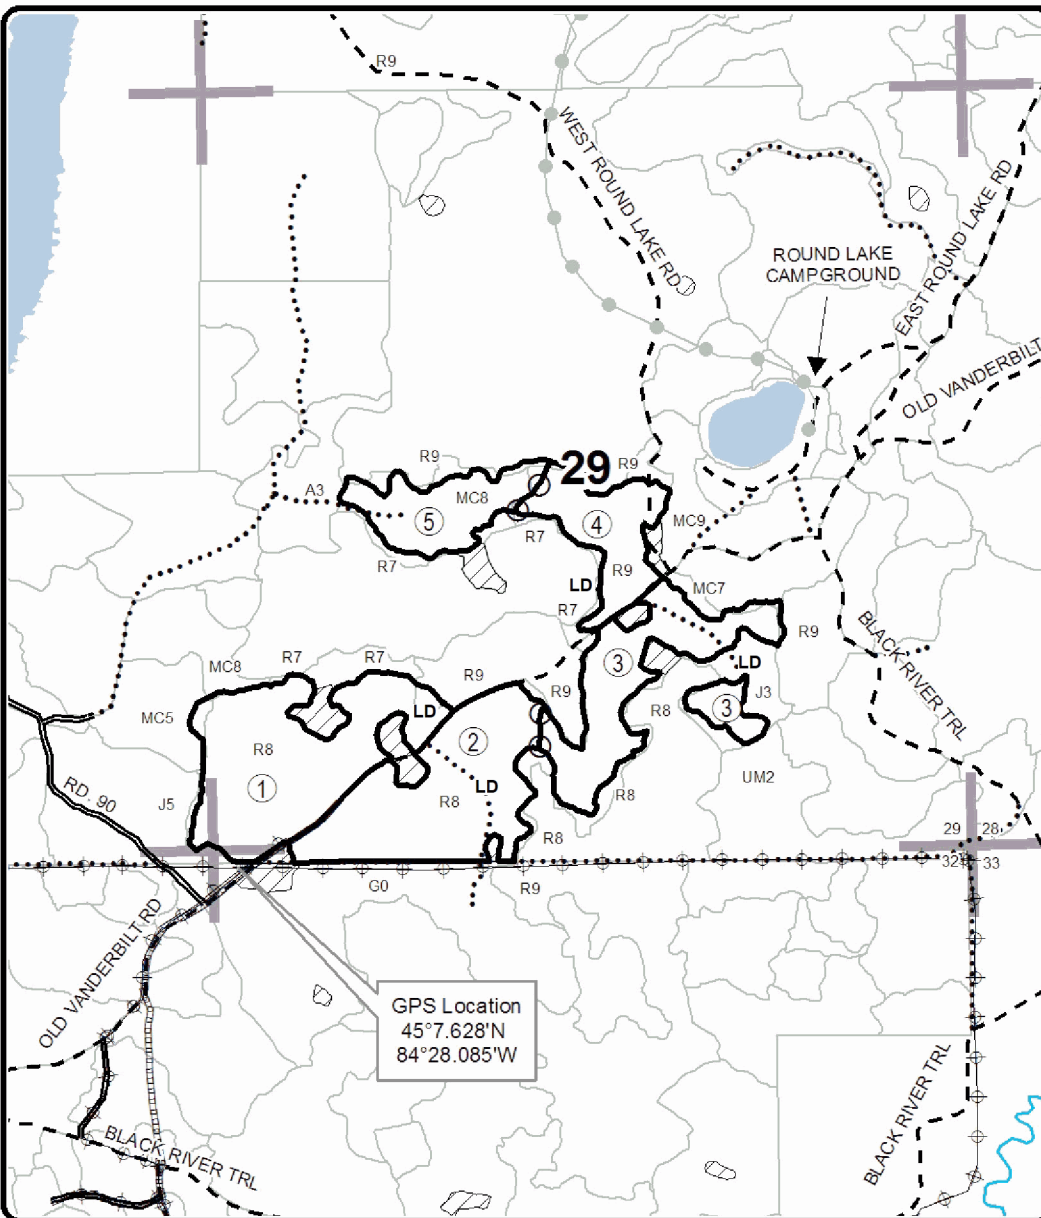 R9
WEST ROUND LAKE RD
ROUND LAKE
CAMPGROUND
EAST ROUND LAKE RD
OLD VANDERBILT
R9
29
R9
A3
MC8
5
4
MC9
R7
R7
R9
LD
MC7
R7
R9
3
LD
MC8
R7
R7
R9
R9
J3
3
R8
LD
MC5
2
R8
BLACK RIVER TRL
UM2
LD
1
R8
R8
RD. 90
J5
R8
29
28
32
33
G0
R9
OLD VANDERBILT RD
GPS Location
45°7.628'N
84°28.085'W
BLACK RIVER TRL
BLACK RIVER TRL